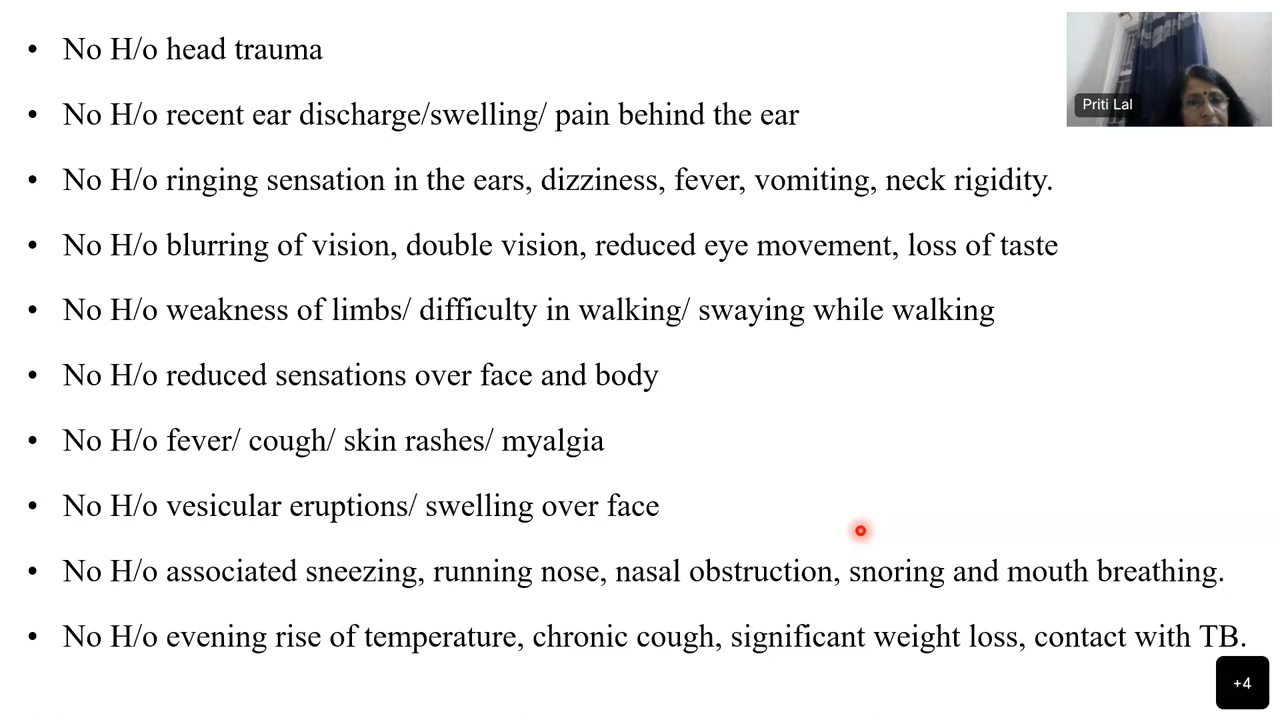 • No H/o head trauma
• No H/o recent ear discharge/swelling/ pain behind the ear
Priti Lal
• No H/o ringing sensation in the ears, dizziness, fever, vomiting, neck rigidity.
• No H/o blurring of vision, double vision, reduced eye movement, loss of taste
• No H/o weakness of limbs/ difficulty in walking/ swaying while walking
• No H/o reduced sensations over face and body
• No H/o fever/ cough/ skin rashes/ myalgia
• No H/o vesicular eruptions/ swelling over face
• No H/o associated sneezing, running nose, nasal obstruction, snoring and mouth breathing.
• No H/o evening rise of temperature, chronic cough, significant weight loss, contact with TB.
+4